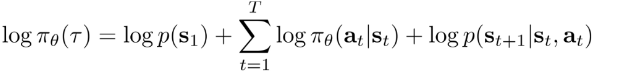 log π_θ(τ) = log p(s_1) + ∑_{t=1}^{T} log π_θ(a_t|s_t) + log p(s_{t+1}|s_t, a_t)